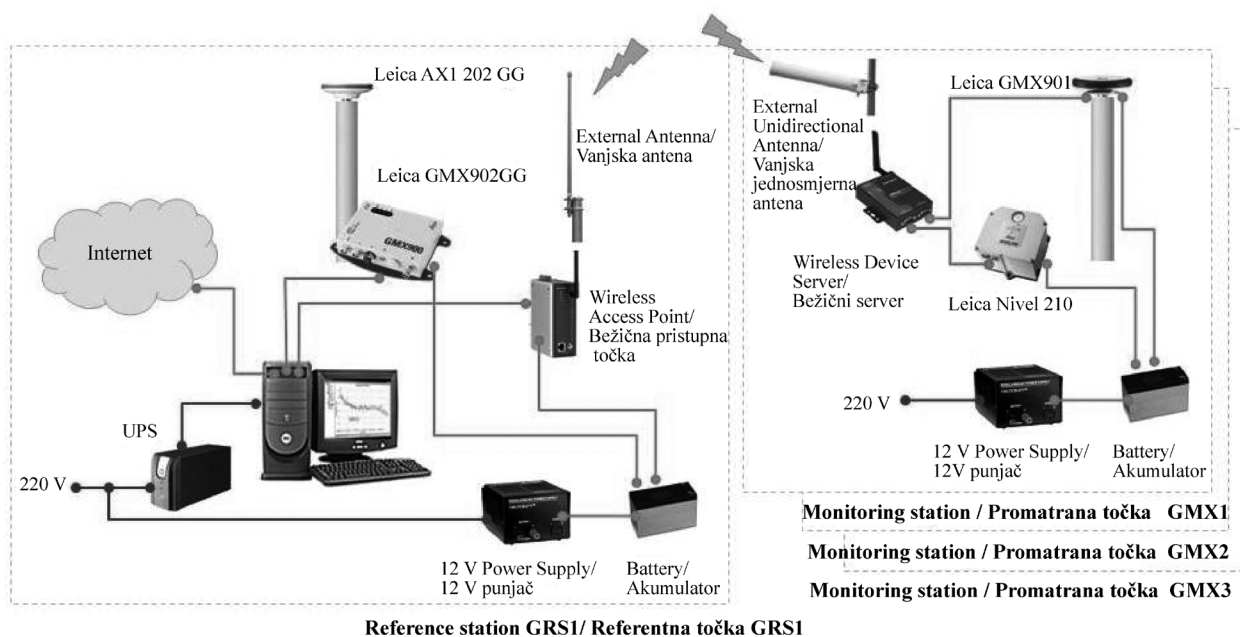 Leica AX1 202 GG
External Antenna/
Vanjska antena
Leica GMX902GG
GMX900
Internet
Wireless
Access Point/
Bežična pristupna
točka
UPS
220 V
12 V Power Supply/
12 V punjač
Battery/
Akumulator
Reference station GRS1/ Referentna točka GRS1
External
Unidirectional
Antenna/
Vanjska
jednosmjerna
antena
Leica GMX901
Wireless Device
Server/
Bežični server
Leica Nivel 210
220 V
12 V Power Supply/
12V punjač
Battery/
Akumulator
Monitoring station / Promatrana točka GMX1
Monitoring station / Promatrana točka GMX2
Monitoring station / Promatrana točka GMX3